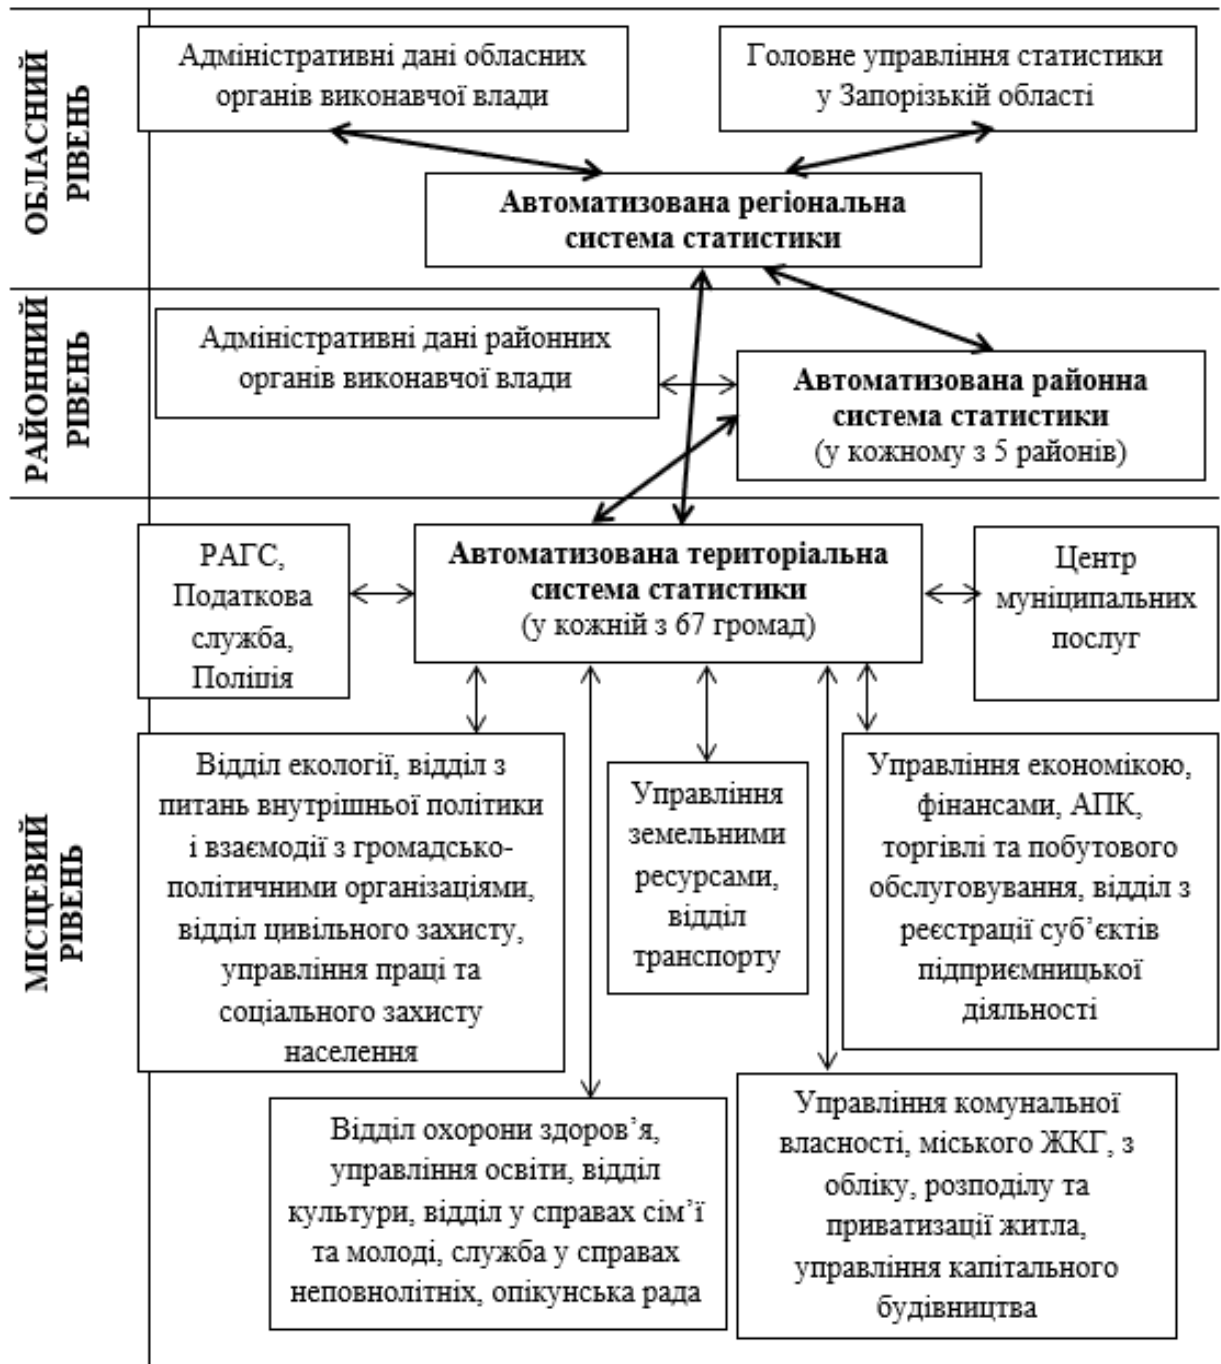 ОБЛАСНИЙ
РІВЕНЬ
Адміністративні дані обласних
органів виконавчої влади
Головне управління статистики
у Запорізькій області
Автоматизована регіональна
система статистики
РАЙОННИЙ
РІВЕНЬ
Адміністративні дані районних
органів виконавчої влади
Автоматизована районна
система статистики
(у кожному з 5 районів)
МІСЦЕВИЙ
РІВЕНЬ
РАГС,
Податкова
служба,
Поліція
Автоматизована територіальна
система статистики
(у кожній з 67 громад)
Центр
муніципальних
послуг
Відділ екології, відділ з
питань внутрішньої політики
і взаємодії з громадсько-
політичними організаціями,
відділ цивільного захисту,
управління праці та
соціального захисту
населення
Управління
земельними
ресурсами,
відділ
транспорту
Управління економікою,
фінансами, АПК,
торгівлі та побутового
обслуговування, відділ з
реєстрації суб’єктів
підприємницької
діяльності
Відділ охорони здоров’я,
управління освіти, відділ
культури, відділ у справах сім’ї
та молоді, служба у справах
неповнолітніх, опікунська рада
Управління комунальної
власності, міського ЖКГ, з
обліку, розподілу та
приватизації житла,
управління капітального
будівництва